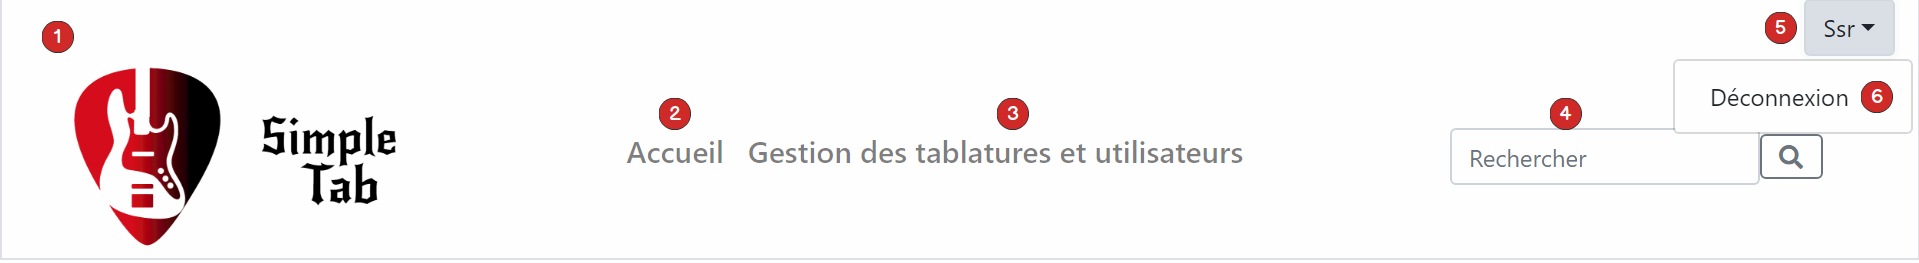 1
5
Ssr
Déconnexion
6
2
3
4
Simple
Tab
Accueil
Gestion des tablatures et utilisateurs
Rechercher